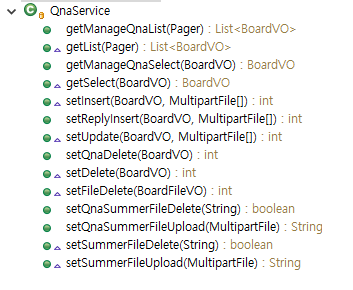 QnaService
getManageQnaList(Pager) : List<BoardVO>
getList(Pager) : List<BoardVO>
getManageQnaSelect(BoardVO) : BoardVO
getSelect(BoardVO) : BoardVO
setInsert(BoardVO, MultipartFile[]) : int
setReplyInsert(BoardVO, MultipartFile[]) : int
setUpdate(BoardVO, MultipartFile[]) : int
setQnaDelete(BoardVO) : int
setDelete(BoardVO) : int
setFileDelete(BoardFileVO) : int
setQnaSummerFileDelete(String) : boolean
setQnaSummerFileUpload(MultipartFile) : String
setSummerFileDelete(String) : boolean
setSummerFileUpload(MultipartFile) : String